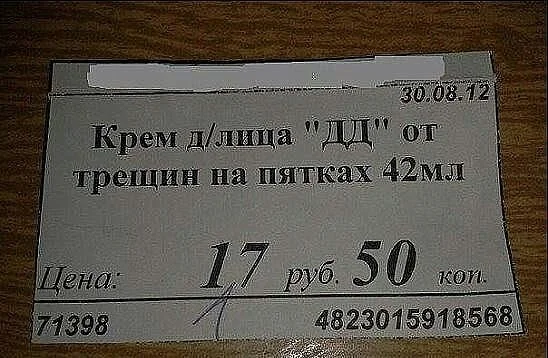 30.08.12
Крем д/лица "ДД" от
трещин на пятках 42мл
Цена: 17 руб. 50 коп.
71398 4823015918568